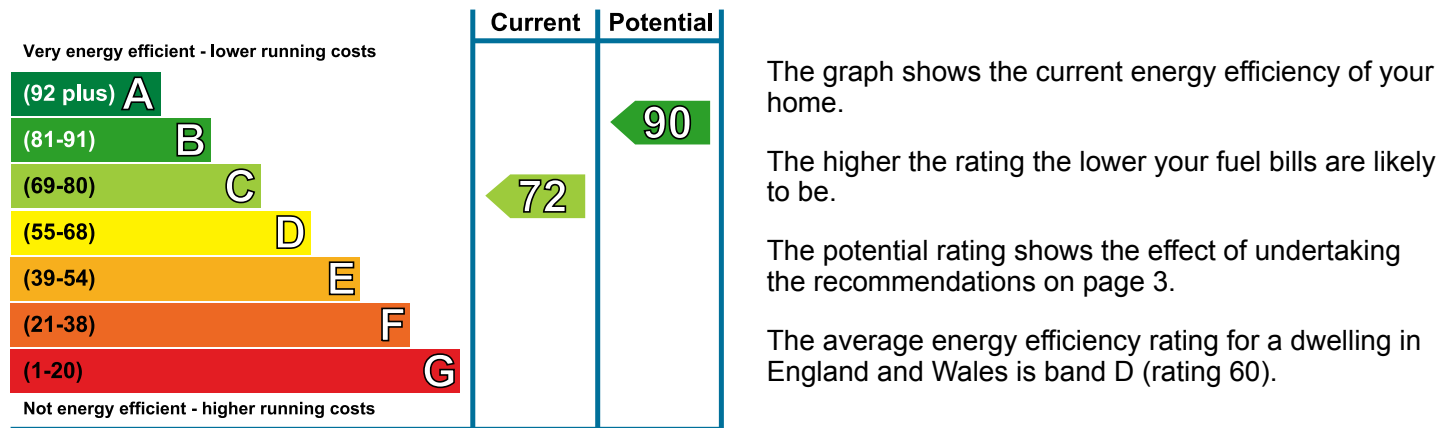 Current Potential
Very energy efficient - lower running costs
(92 plus) A
(81-91) B
(69-80) C
(55-68) D
(39-54) E
(21-38) F
(1-20) G
Not energy efficient - higher running costs
72
90
The graph shows the current energy efficiency of your
home.
The higher the rating the lower your fuel bills are likely
to be.
The potential rating shows the effect of undertaking
the recommendations on page 3.
The average energy efficiency rating for a dwelling in
England and Wales is band D (rating 60).